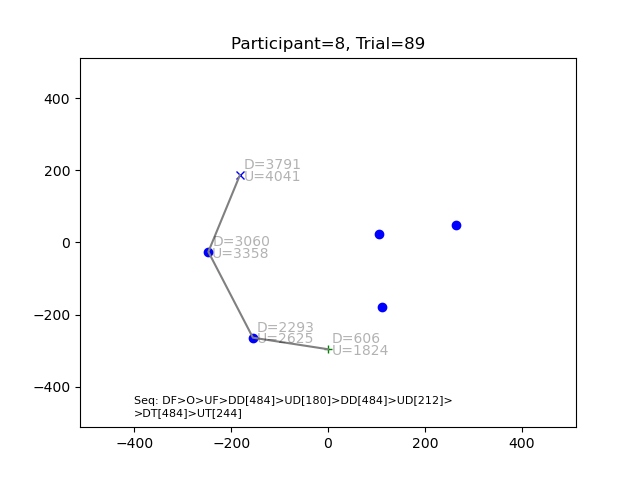 Participant=8, Trial=89
400
200
0
−200
−400
D=3791
U=4041
D=3060
U=3358
D=2293
U=2625
D=606
U=1824
Seq: DF>O>UF>DD[484]>UD[180]>DD[484]>UD[212]>
>DT[484]>UT[244]
−400
−200
0
200
400